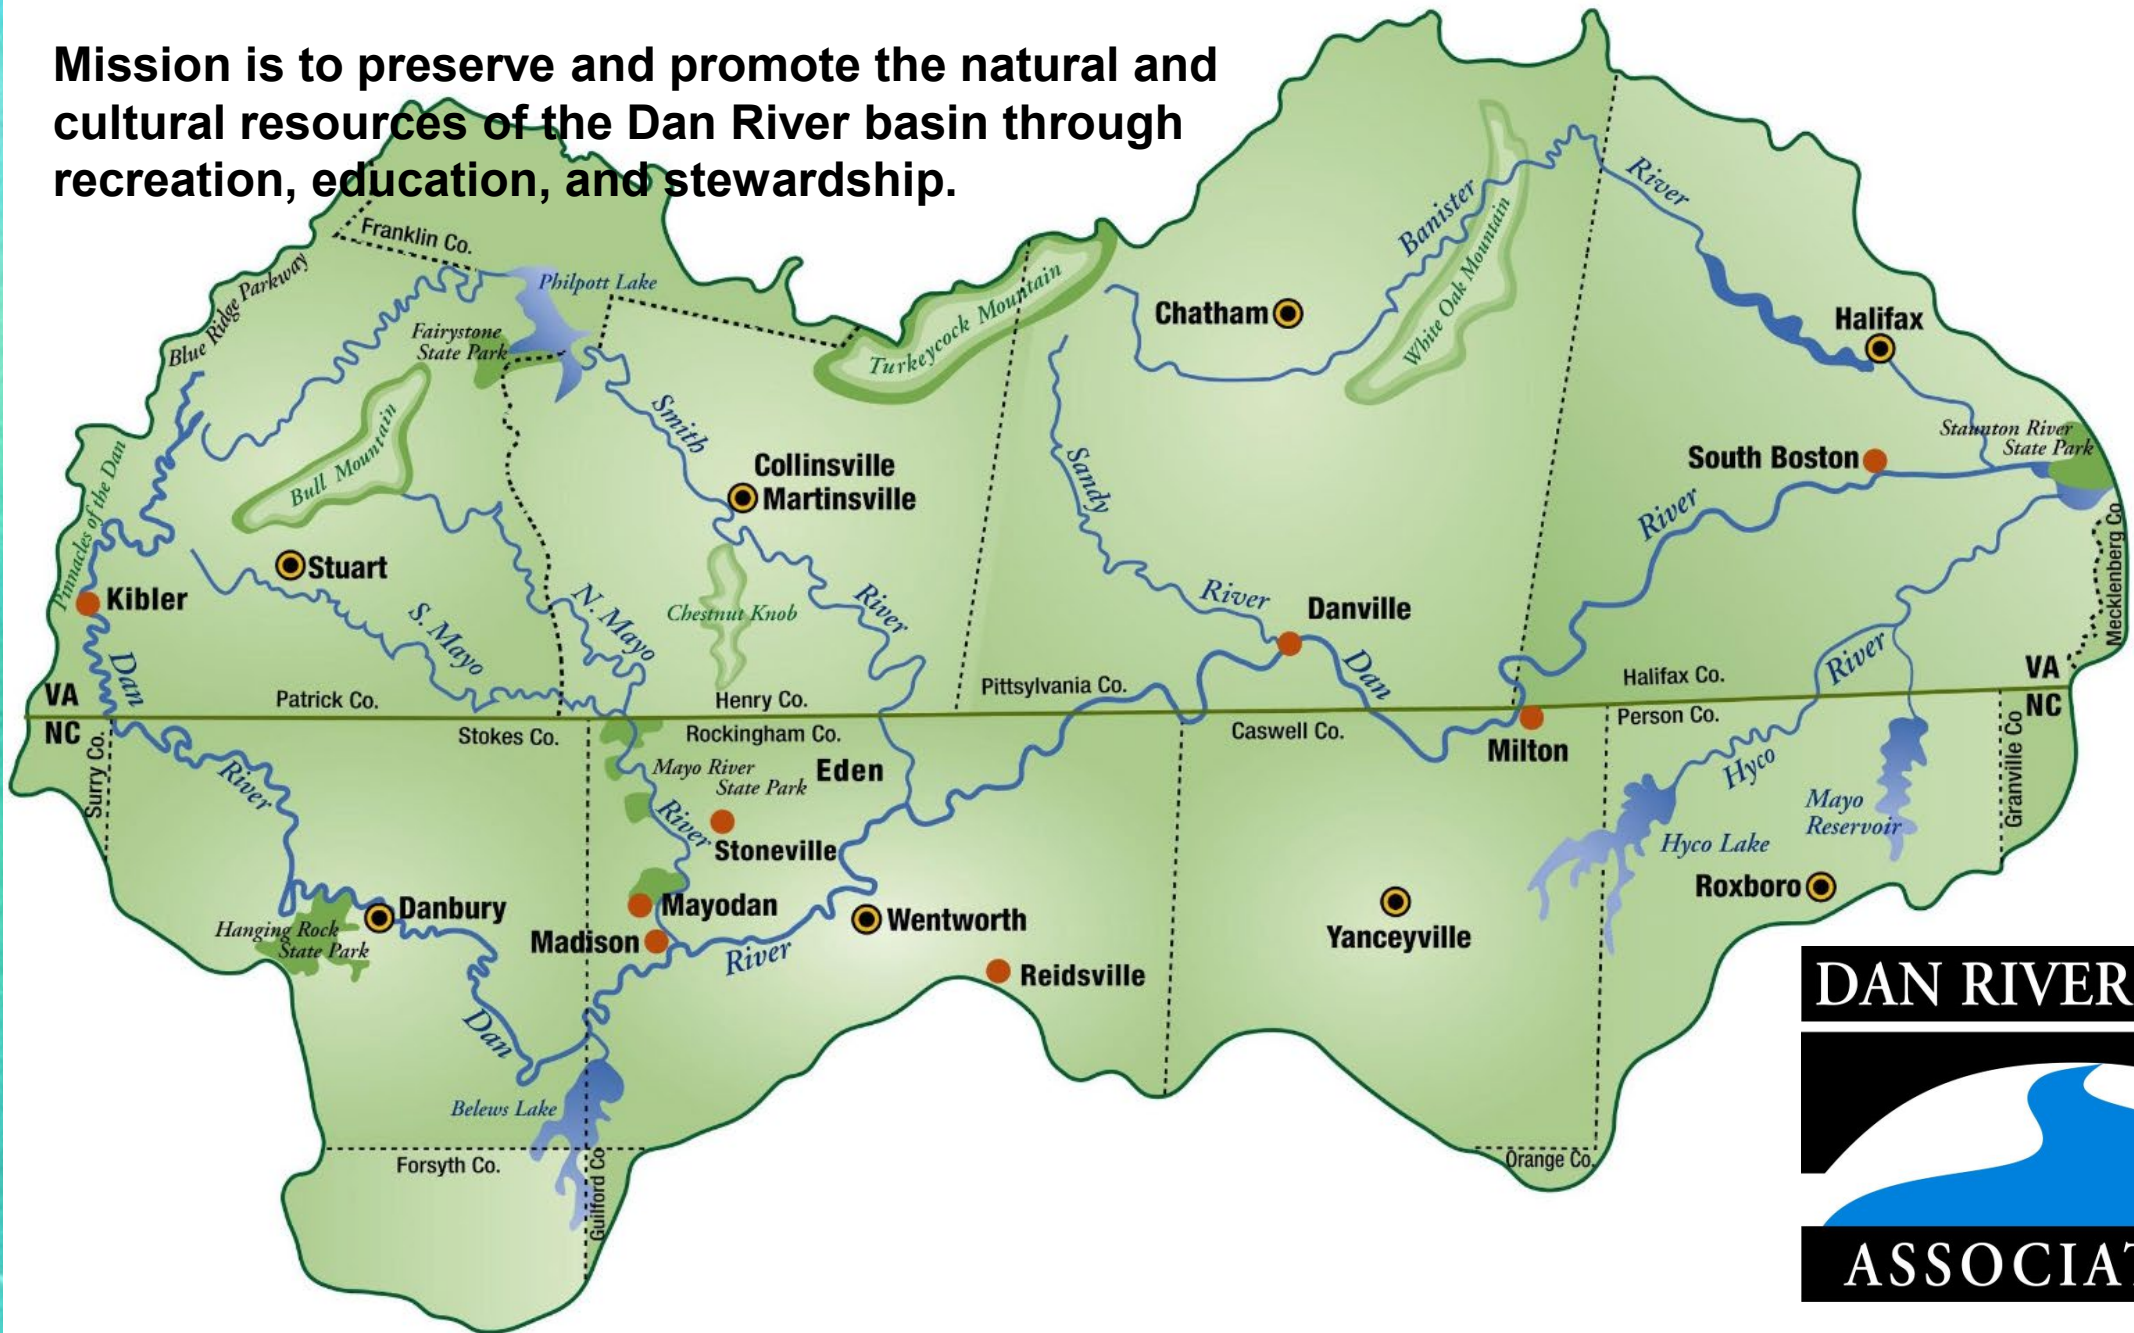 Mission is to preserve and promote the natural and
cultural resources of the Dan River basin through
recreation, education, and stewardship.
Franklin Co.
Blue Ridge Parkway
Philpott Lake
Fairystone
State Park
Turkeycock Mountain
Chatham
Banister
River
White Oak Mountain
Halifax
Bull Mountain
Smith
Collinsville
Martinsville
Sandy
South Boston
Staunton River
State Park
Pinnacles of the Dan
Stuart
Kibler
S. Mayo
N. Mayo
Chestnut Knob
River
River
Danville
River
Mecklenberg Co.
Dan
Dan
River
VA
NC
Patrick Co.
Henry Co.
Pittsylvania Co.
Halifax Co.
VA
NC
Surry Co.
Stokes Co.
Rockingham Co.
Caswell Co.
Person Co.
Granville Co
Milton
River
Mayo River
State Park
Eden
Hyco
River
Stoneville
Mayo
Reservoir
Hyco Lake
Roxboro
Danbury
Hanging Rock
State Park
Mayodan
Madison
River
Wentworth
Yanceyville
Reidsville
Dan
Belews Lake
Forsyth Co.
Guilford Co
Orange Co.
DAN RIVER
ASSOCIAT